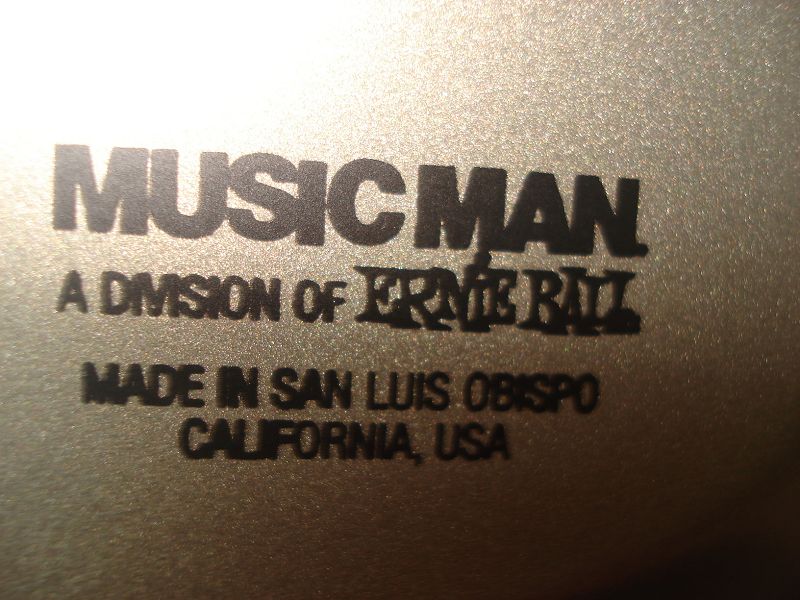 MUSIC MAN
A DIVISION OF ERNIE BALL
MADE IN SAN LUIS OBISPO
CALIFORNIA, USA